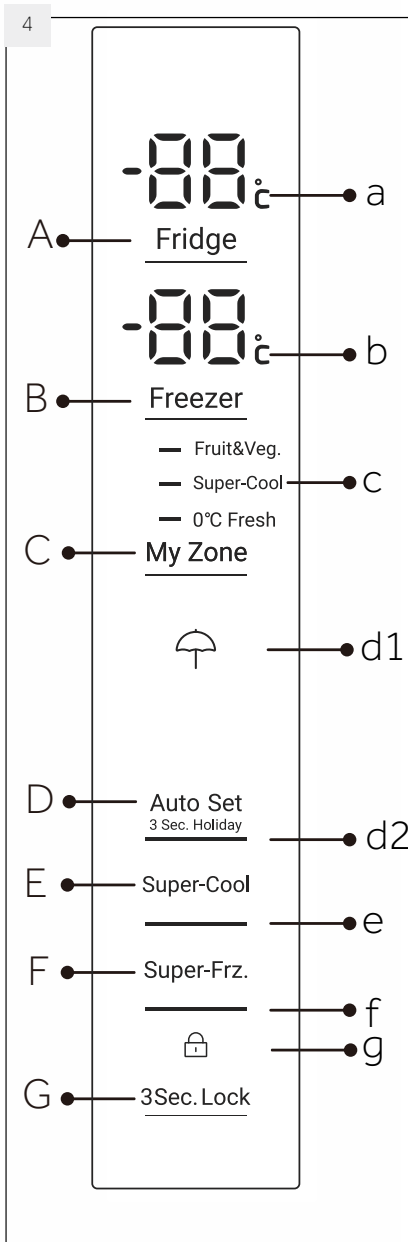 4
-88°c
a
A
Fridge
-88°c
b
B
Freezer
Fruit&Veg.
Super-Cool
c
0°C Fresh
C
My Zone
d1
D
Auto Set
3 Sec. Holiday
d2
E
Super-Cool
e
F
Super-Frz.
f
g
G
3Sec. Lock